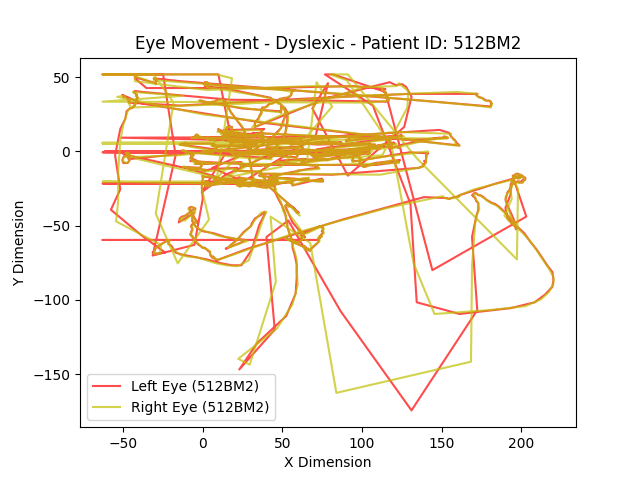 Eye Movement - Dyslexic - Patient ID: 512BM2
50
0
−50
−100
−150
Y Dimension
Left Eye (512BM2)
Right Eye (512BM2)
−50 0 50 100 150 200
X Dimension